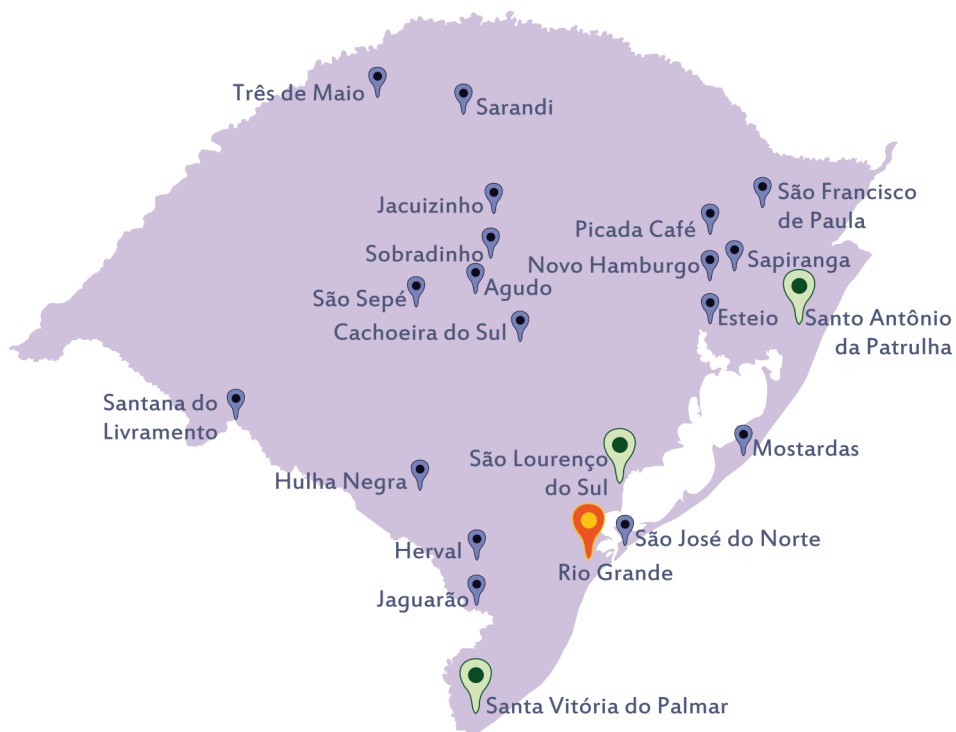 Três de Maio
Sarandi
São Francisco
de Paula
Jacuizinho
Picada Café
Sobradinho
Sapiranga
Novo Hamburgo
Agudo
São Sepé
Esteio
Santo Antônio
da Patrulha
Cachoeira do Sul
Santana do
Livramento
Mostardas
São Lourenço
do Sul
Hulha Negra
São José do Norte
Herval
Rio Grande
Jaguarão
Santa Vitória do Palmar